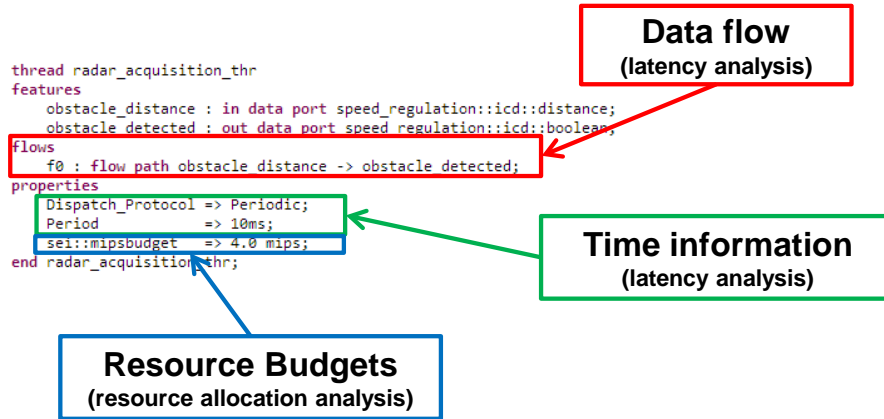 Data flow
(latency analysis)
thread radar_acquisition_thr
features
obstacle_distance : in data port speed_regulation::icd::distance;
obstacle_detected : out data port speed_regulation::icd::boolean;
flows
f0 : flow path obstacle_distance -> obstacle_detected;
properties
Dispatch_Protocol => Periodic;
Period => 10ms;
sei::mipsbudget => 4.0 mips;
end radar_acquisition_thr;
Time information
(latency analysis)
Resource Budgets
(resource allocation analysis)